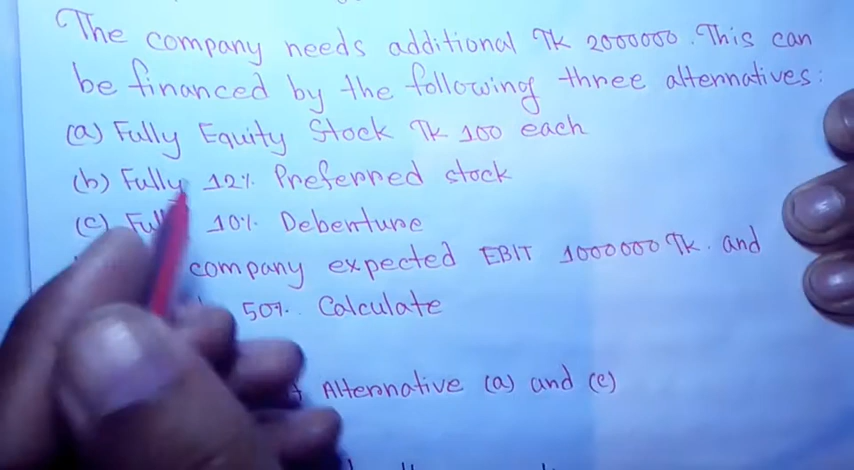 The company needs additional Tk 2000000. This can
be financed by the following three alternatives:
(a) Fully Equity Stock Tk 100 each
(b) Fully 12% Preferred stock
(c) 10% Debenture
company expected EBIT 1000000 Tk. and
50%. Calculate
Alternative (a) and (c)